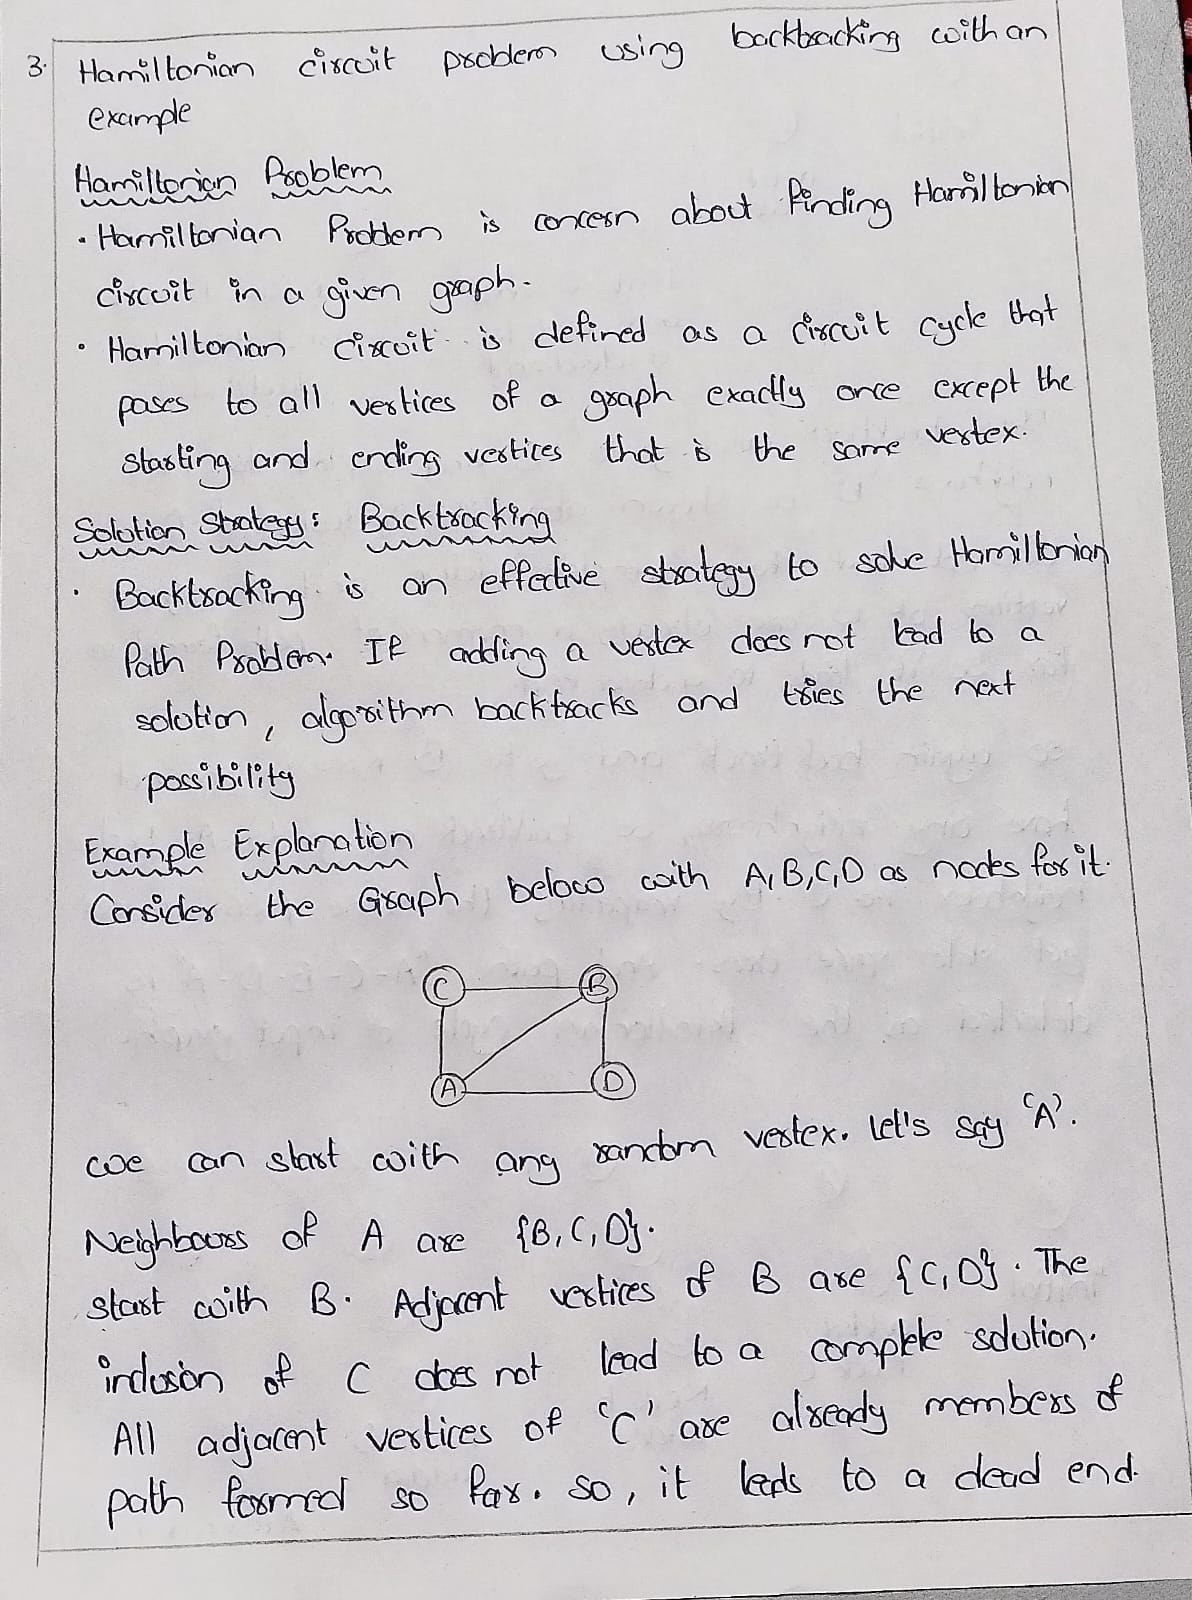 3. Hamiltonian circuit problem using backtracking with an
example
Hamiltonian Problem
• Hamiltonian Problem is concern about finding Hamiltonian
circuit in a given graph.
• Hamiltonian circuit is defined as a circuit cycle that
pases to all vertices of a graph exactly once except the
starting and ending vertices that is the same vertex.
Solution Strategy: Backtracking
• Backtracking is an effective strategy to solve Hamiltonian
Path Problem. If adding a vertex does not lead to a
solution, algorithm backtracks and tries the next
possibility
Example Explanation
Consider the Graph below with A,B,C,D as nodes for it.
C B
A D
we can start with any random vertex. Let's say 'A'.
Neighbours of A are {B,C,D}.
start with B. Adjacent vertices of B are {C,D}. The
inclusion of C does not lead to a complete solution.
All adjacent vertices of 'C' are already members of
path formed so far. so, it leds to a dead end.